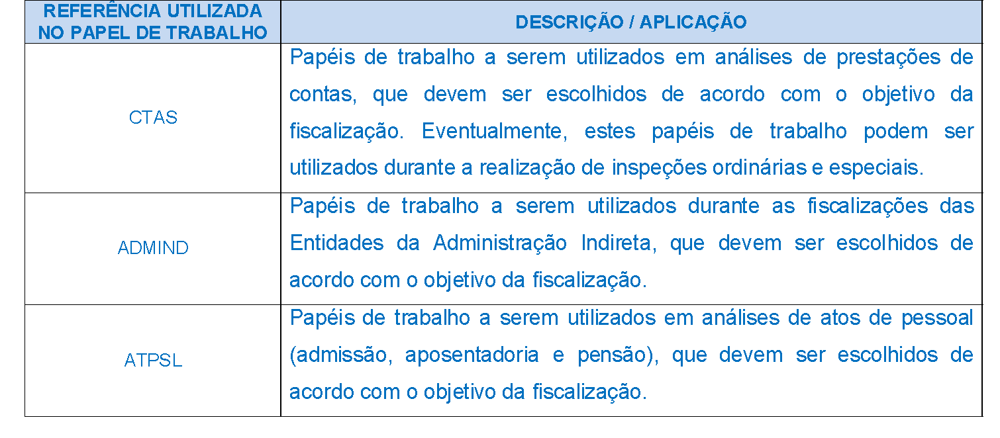 REFERÊNCIA UTILIZADA
NO PAPEL DE TRABALHO
DESCRIÇÃO / APLICAÇÃO
CTAS
Papéis de trabalho a serem utilizados em análises de prestações de
contas, que devem ser escolhidos de acordo com o objetivo da
fiscalização. Eventualmente, estes papéis de trabalho podem ser
utilizados durante a realização de inspeções ordinárias e especiais.
ADMIND
Papéis de trabalho a serem utilizados durante as fiscalizações das
Entidades da Administração Indireta, que devem ser escolhidos de
acordo com o objetivo da fiscalização.
ATPSL
Papéis de trabalho a serem utilizados em análises de atos de pessoal
(admissão, aposentadoria e pensão), que devem ser escolhidos de
acordo com o objetivo da fiscalização.